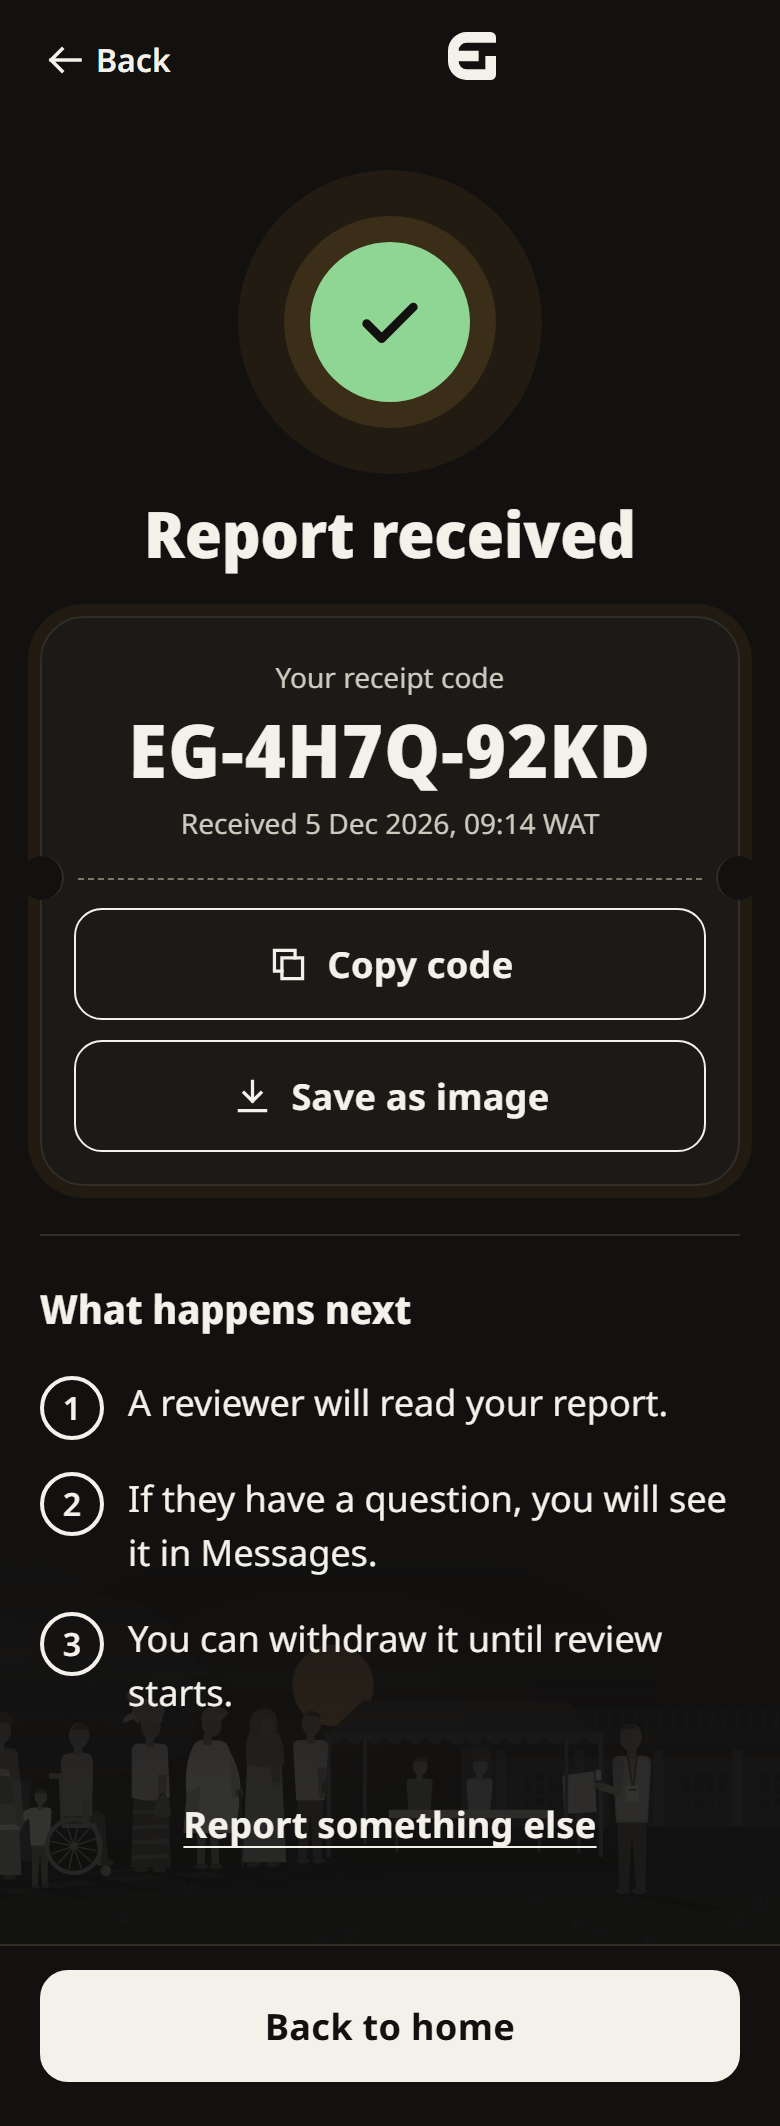 Back
Report received
Your receipt code
EG-4H7Q-92KD
Received 5 Dec 2026, 09:14 WAT
Copy code
Save as image
What happens next
1 A reviewer will read your report.
2 If they have a question, you will see
it in Messages.
3 You can withdraw it until review
starts.
Report something else
Back to home